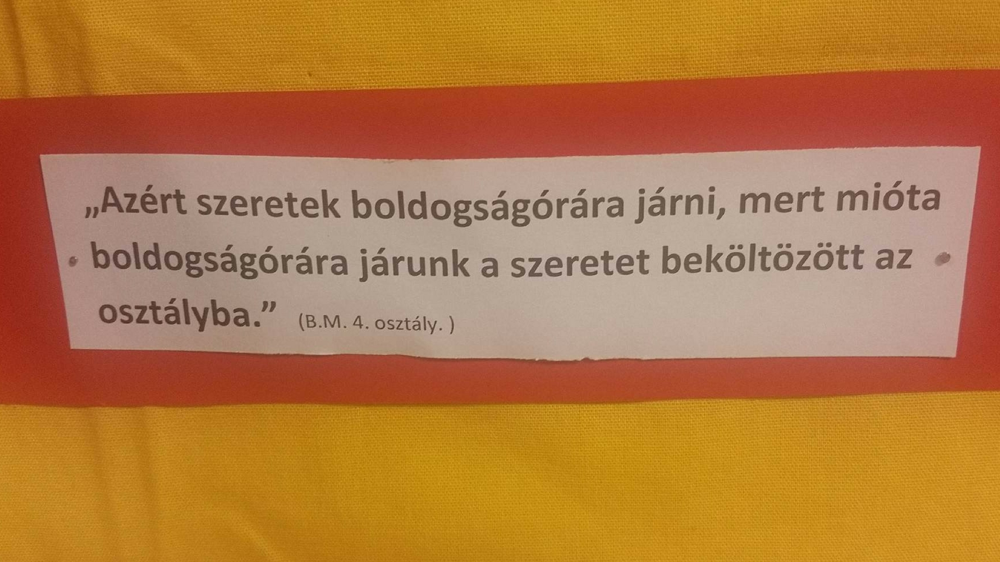 „Azért szeretek boldogságórára járni, mert mióta
boldogságórára járunk a szeretet beköltözött az
osztályba.” (B.M. 4. osztály. )